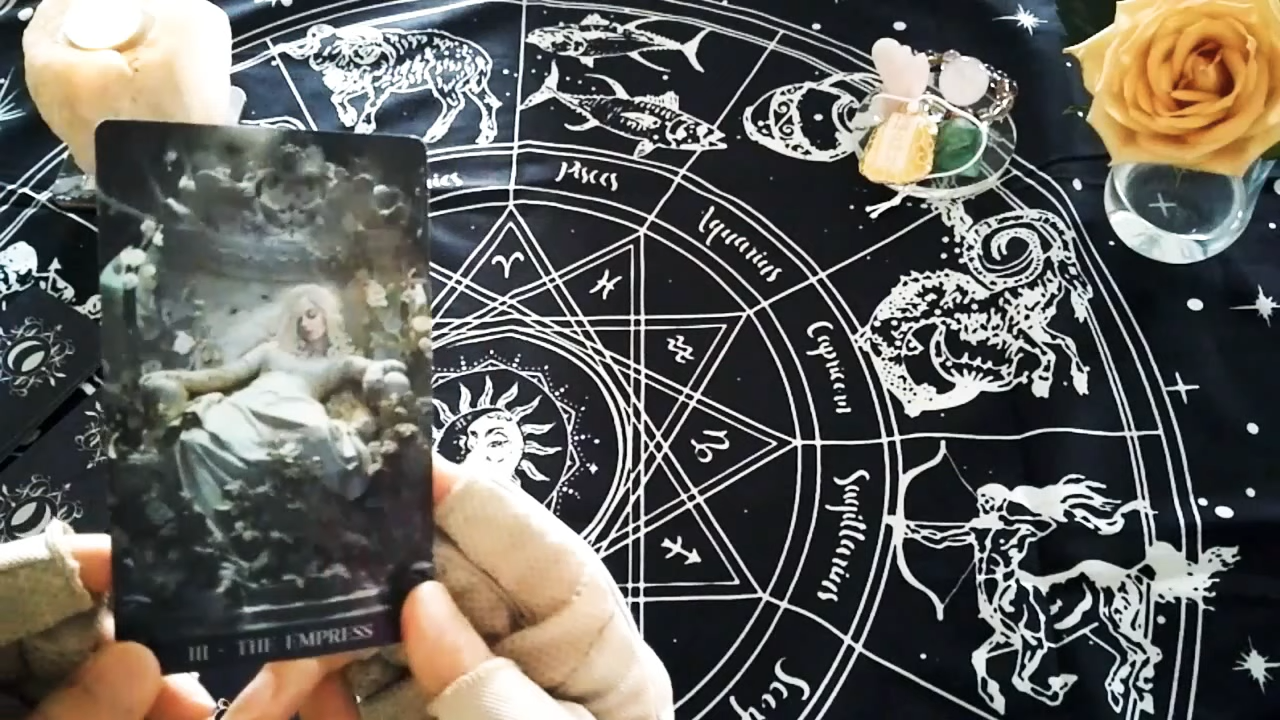 Pisces
Aquarius
Capricorn
Sagittarius
III - THE EMPRESS